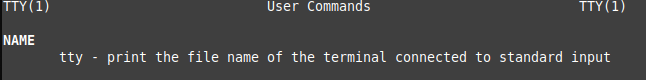 TTY(1) User Commands TTY(1)
NAME
tty - print the file name of the terminal connected to standard input